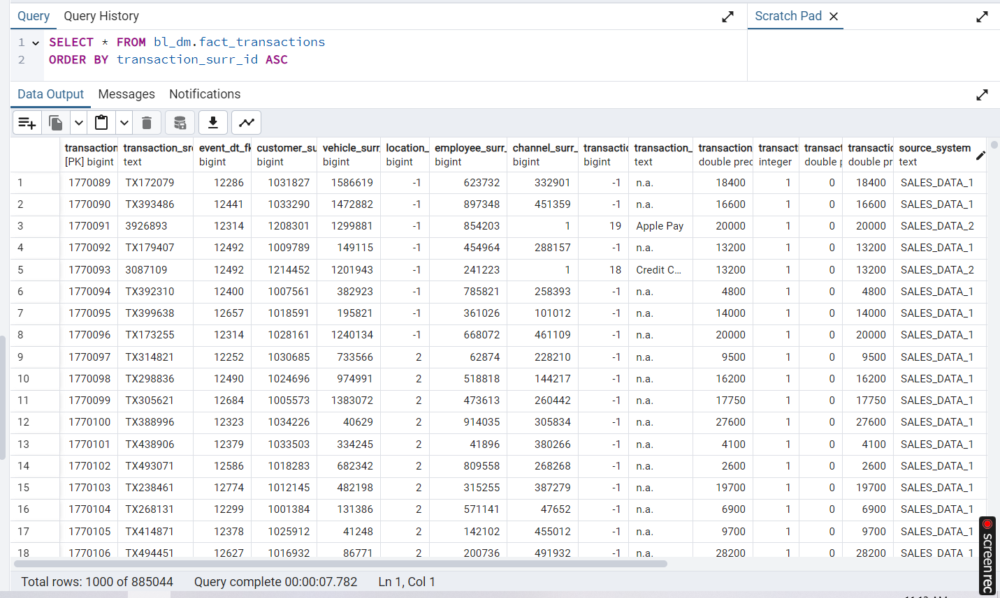 Query Query History Scratch Pad
1 SELECT * FROM bl_dm.fact_transactions
2 ORDER BY transaction_surr_id ASC
Data Output Messages Notifications
transaction transaction_sr event_dt_fk customer_su vehicle_surr_ location_ employee_surr_ channel_surr_ transactio transaction_ transaction transact transact transactio source_system
[PK] bigint text bigint bigint bigint bigint bigint bigint bigint text double prec integer double p double pr text
1 1770089 TX172079 12286 1031827 1586619 -1 623732 332901 -1 n.a. 18400 1 0 18400 SALES_DATA_1
2 1770090 TX393486 12441 1033290 1472882 -1 897348 451359 -1 n.a. 16600 1 0 16600 SALES_DATA_1
3 1770091 3926893 12314 1208301 1299881 -1 854203 1 19 Apple Pay 20000 1 0 20000 SALES_DATA_2
4 1770092 TX179407 12492 1009789 149115 -1 454964 288157 -1 n.a. 13200 1 0 13200 SALES_DATA_1
5 1770093 3087109 12492 1214452 1201943 -1 241223 1 18 Credit C... 13200 1 0 13200 SALES_DATA_2
6 1770094 TX392310 12400 1007561 382923 -1 785821 258393 -1 n.a. 4800 1 0 4800 SALES_DATA_1
7 1770095 TX399638 12657 1018591 195821 -1 361026 101012 -1 n.a. 14000 1 0 14000 SALES_DATA_1
8 1770096 TX173255 12314 1028161 1240134 -1 668072 461109 -1 n.a. 20000 1 0 20000 SALES_DATA_1
9 1770097 TX314821 12252 1030685 733566 2 62874 228210 -1 n.a. 9500 1 0 9500 SALES_DATA_1
10 1770098 TX298836 12490 1024696 974991 2 518818 144217 -1 n.a. 16200 1 0 16200 SALES_DATA_1
11 1770099 TX305621 12684 1005573 1383072 2 473613 260442 -1 n.a. 17750 1 0 17750 SALES_DATA_1
12 1770100 TX388996 12323 1034226 40629 2 914035 305834 -1 n.a. 27600 1 0 27600 SALES_DATA_1
13 1770101 TX438906 12379 1033503 334245 2 41896 380266 -1 n.a. 4100 1 0 4100 SALES_DATA_1
14 1770102 TX493071 12586 1018283 682342 2 809558 268268 -1 n.a. 2600 1 0 2600 SALES_DATA_1
15 1770103 TX238461 12774 1012145 482198 2 315255 387279 -1 n.a. 19700 1 0 19700 SALES_DATA_1
16 1770104 TX268131 12299 1001384 131386 2 571141 47652 -1 n.a. 6900 1 0 6900 SALES_DATA_1
17 1770105 TX414871 12378 1025912 41248 2 142102 455012 -1 n.a. 9700 1 0 9700 SALES_DATA_1
18 1770106 TX494451 12627 1016932 86771 2 200736 491932 -1 n.a. 28200 1 0 28200 SALES_DATA_1
screenrec
Total rows: 1000 of 885044 Query complete 00:00:07.782 Ln 1, Col 1